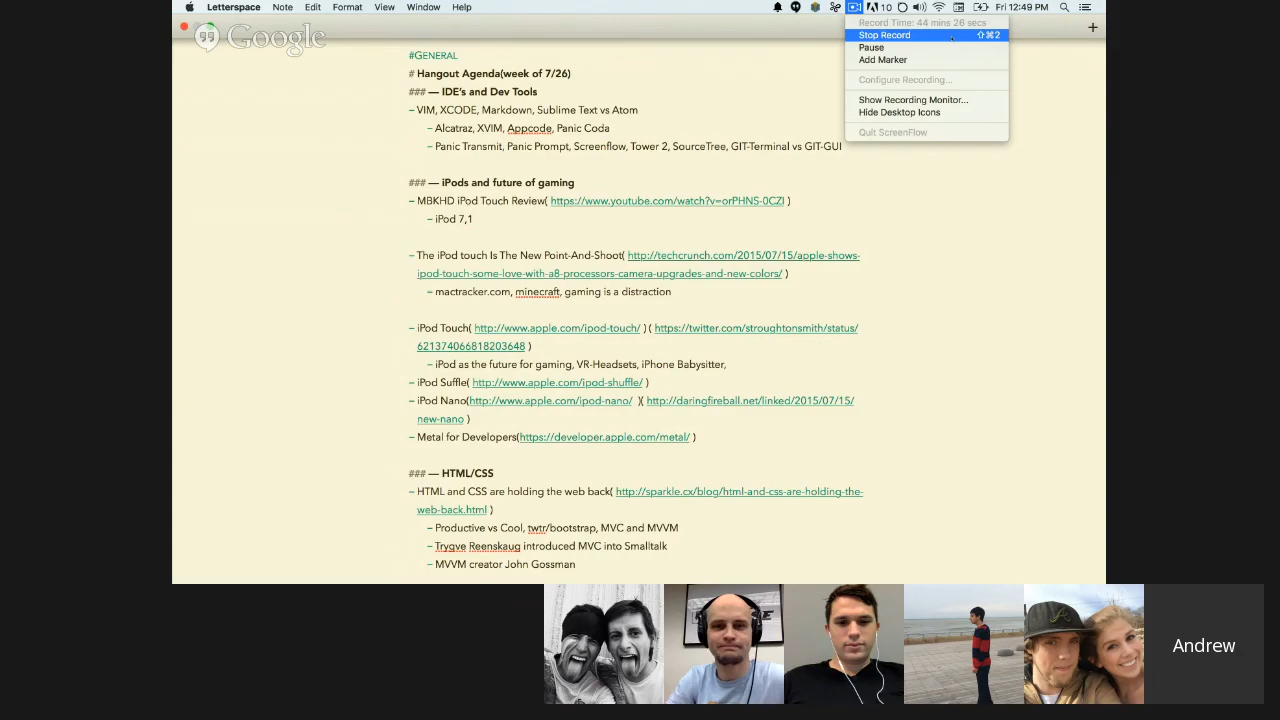 Letterspace Note Edit Format View Window Help
10 Fri 12:49 PM
Google
Record Time: 44 mins 26 secs
Stop Record ⇧⌘2
Pause
Add Marker
Configure Recording...
Show Recording Monitor...
Hide Desktop Icons
Quit ScreenFlow
#GENERAL
# Hangout Agenda(week of 7/26)
### — IDE's and Dev Tools
– VIM, XCODE, Markdown, Sublime Text vs Atom
– Alcatraz, XVIM, Appcode, Panic Coda
– Panic Transmit, Panic Prompt, Screenflow, Tower 2, SourceTree, GIT-Terminal vs GIT-GUI
### — iPods and future of gaming
– MBKHD iPod Touch Review( https://www.youtube.com/watch?v=orPHNS-0CZI )
– iPod 7,1
– The iPod touch Is The New Point-And-Shoot( http://techcrunch.com/2015/07/15/apple-shows-
ipod-touch-some-love-with-a8-processors-camera-upgrades-and-new-colors/ )
– mactracker.com, minecraft, gaming is a distraction
– iPod Touch( http://www.apple.com/ipod-touch/ ) ( https://twitter.com/stroughtonsmith/status/
621374066818203648 )
– iPod as the future for gaming, VR-Headsets, iPhone Babysitter,
– iPod Suffle( http://www.apple.com/ipod-shuffle/ )
– iPod Nano(http://www.apple.com/ipod-nano/ )( http://daringfireball.net/linked/2015/07/15/
new-nano )
– Metal for Developers(https://developer.apple.com/metal/ )
### — HTML/CSS
– HTML and CSS are holding the web back( http://sparkle.cx/blog/html-and-css-are-holding-the-
web-back.html )
– Productive vs Cool, twtr/bootstrap, MVC and MVVM
– Trygve Reenskaug introduced MVC into Smalltalk
– MVVM creator John Gossman
Andrew